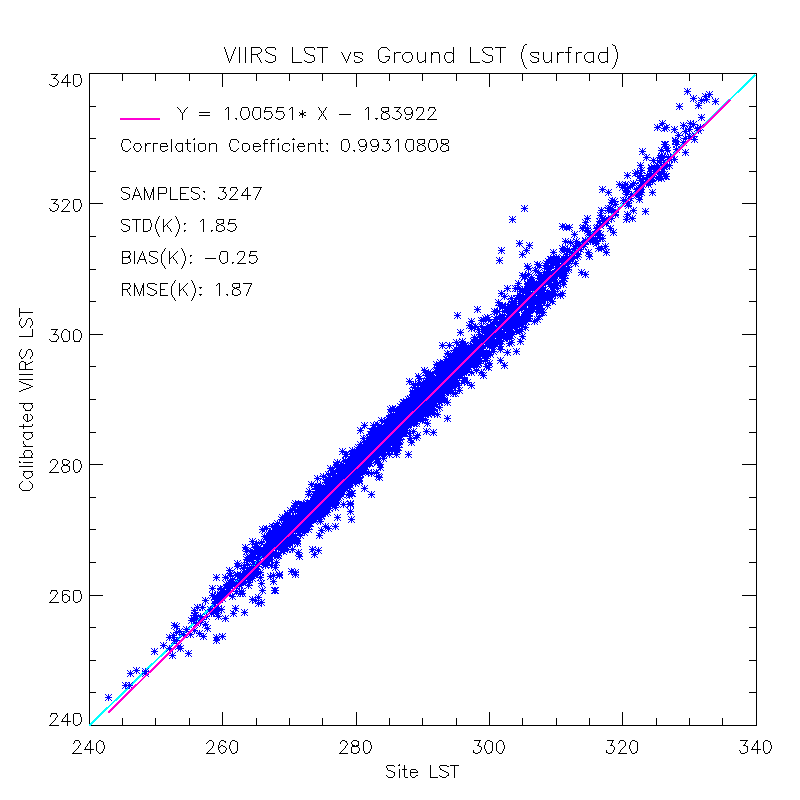 VIIRS LST vs Ground LST (surfrad)
Y = 1.00551* X − 1.83922
Correlation Coefficient: 0.99310808
SAMPLES: 3247
STD(K): 1.85
BIAS(K): −0.25
RMSE(K): 1.87
340
320
300
280
260
240
Calibrated VIIRS LST
240 260 280 300 320 340
Site LST